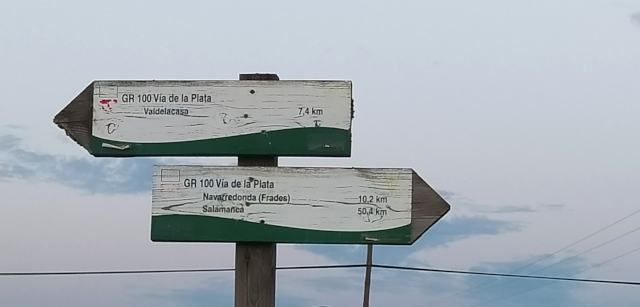 GR 100 Vía de la Plata
Valdelacasa 7,4 km
GR 100 Vía de la Plata
Navarredonda (Frades) 10,2 km
Salamanca 50,4 km